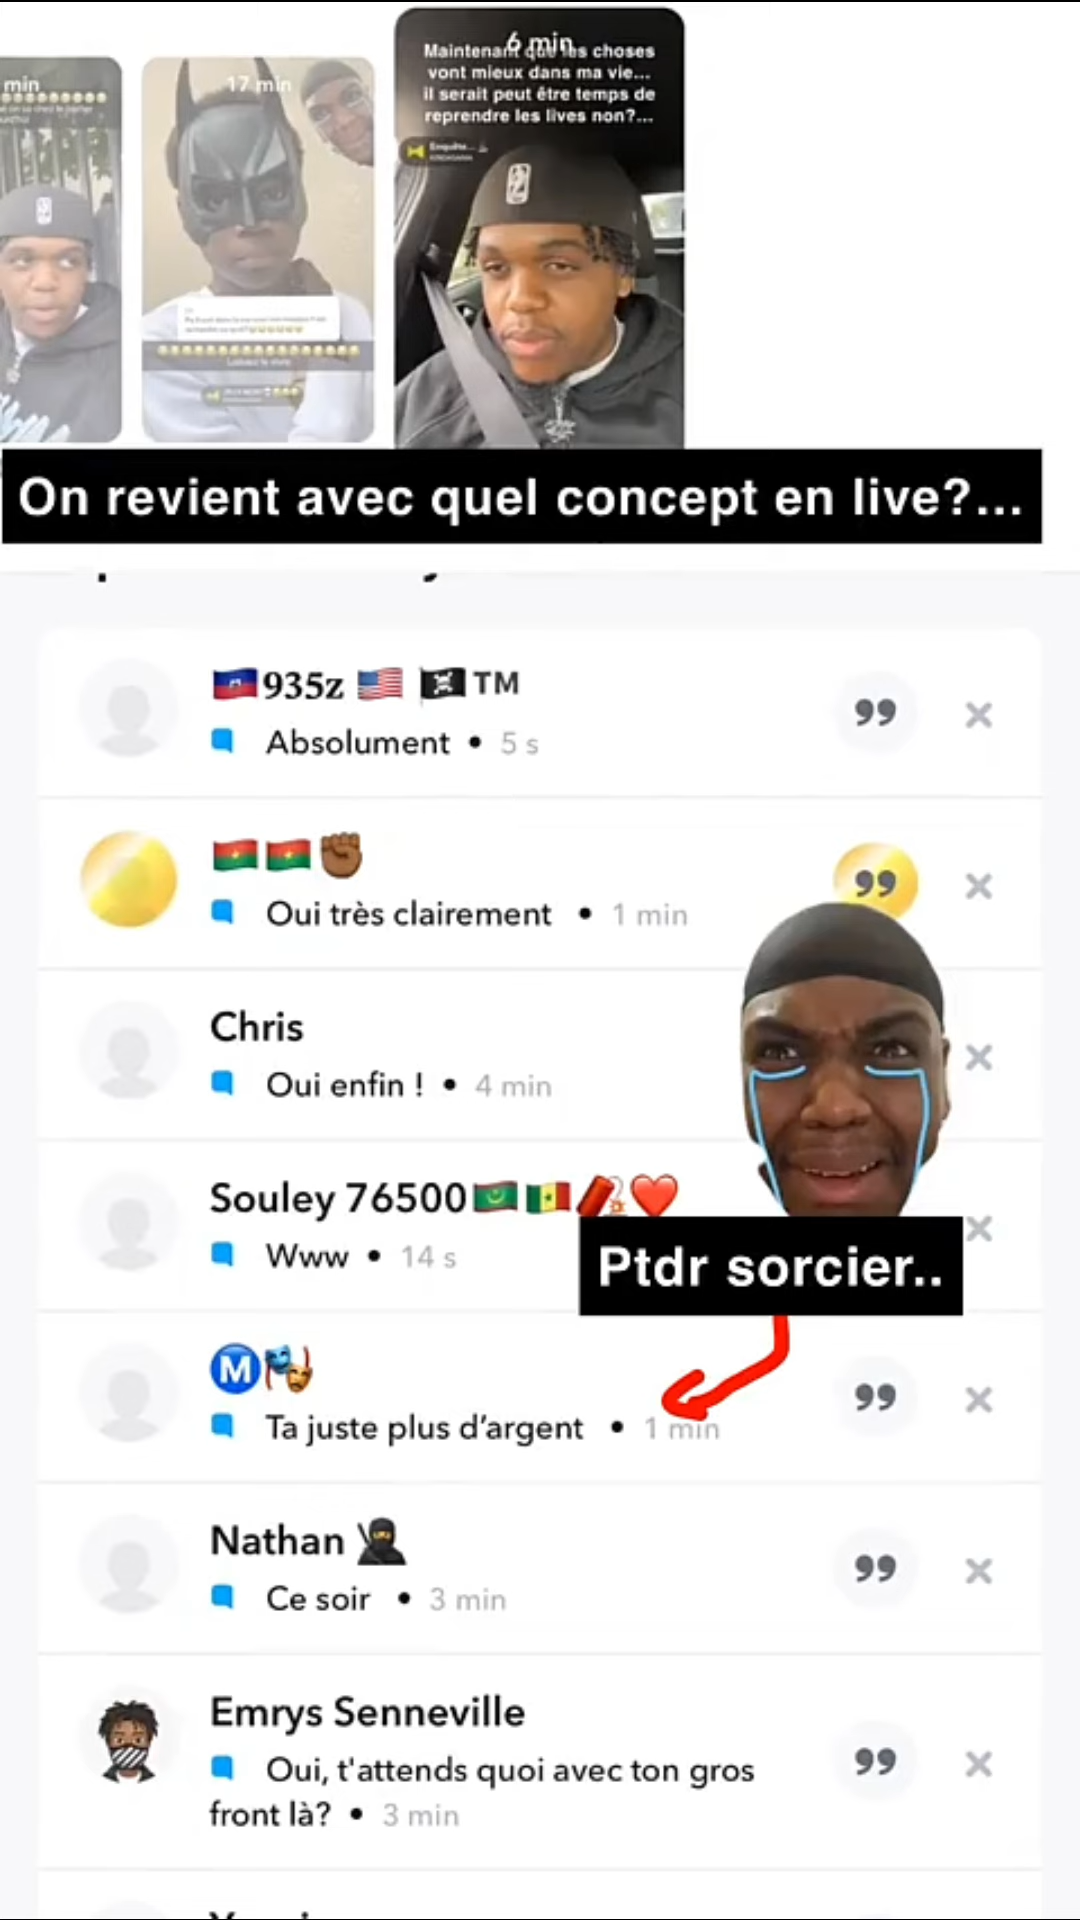 min
17 min
6 min
Maintenant que les choses
vont mieux dans ma vie...
il serait peut être temps de
reprendre les lives non?...
Enquête...
On revient avec quel concept en live?...
935z TM
Absolument • 5 s
Oui très clairement • 1 min
Chris
Oui enfin ! • 4 min
Souley 76500
Www • 14 s
Ptdr sorcier..
M
Ta juste plus d'argent • 1 min
Nathan
Ce soir • 3 min
Emrys Senneville
Oui, t'attends quoi avec ton gros
front là? • 3 min